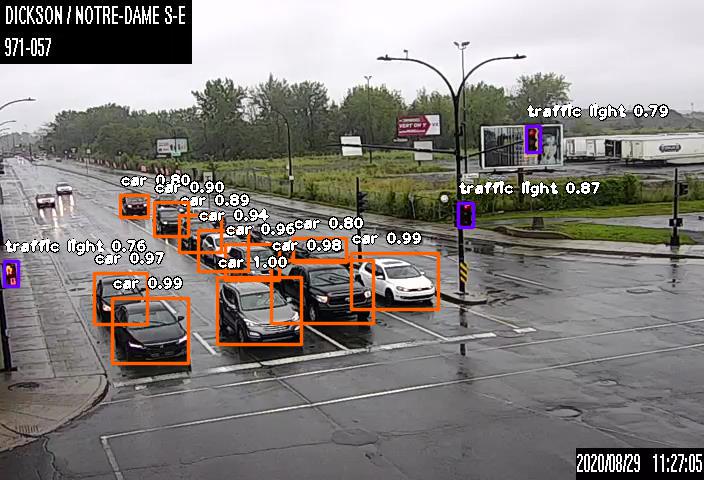 DICKSON / NOTRE-DAME S-E
971-057
traffic light 0.79
car 0.80
car 0.90
car 0.89
traffic light 0.87
car 0.94
car 0.80
car 0.96
car 0.99
traffic light 0.76
car 0.98
car 0.97
car 1.00
car 0.99
2020/08/29 11:27:05